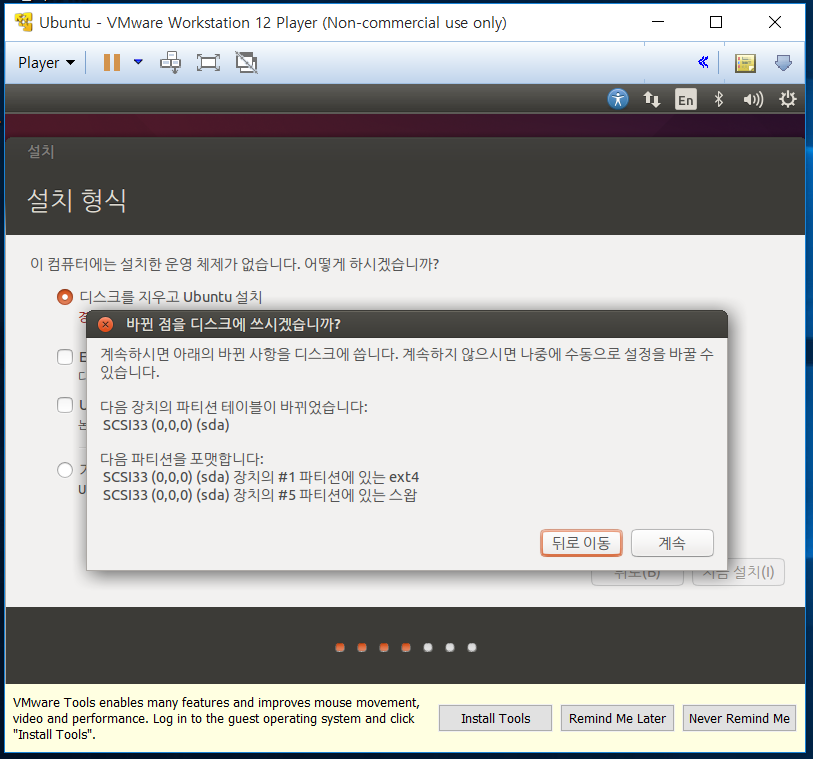 Ubuntu - VMware Workstation 12 Player (Non-commercial use only)
Player
En
설치
설치 형식
이 컴퓨터에는 설치한 운영 체제가 없습니다. 어떻게 하시겠습니까?
디스크를 지우고 Ubuntu 설치
바뀐 점을 디스크에 쓰시겠습니까?
계속하시면 아래의 바뀐 사항을 디스크에 씁니다. 계속하지 않으시면 나중에 수동으로 설정을 바꿀 수
있습니다.
다음 장치의 파티션 테이블이 바뀌었습니다:
SCSI33 (0,0,0) (sda)
다음 파티션을 포맷합니다:
SCSI33 (0,0,0) (sda) 장치의 #1 파티션에 있는 ext4
SCSI33 (0,0,0) (sda) 장치의 #5 파티션에 있는 스왑
뒤로 이동 계속
뒤로(B) 지금 설치(I)
VMware Tools enables many features and improves mouse movement,
video and performance. Log in to the guest operating system and click
"Install Tools".
Install Tools Remind Me Later Never Remind Me